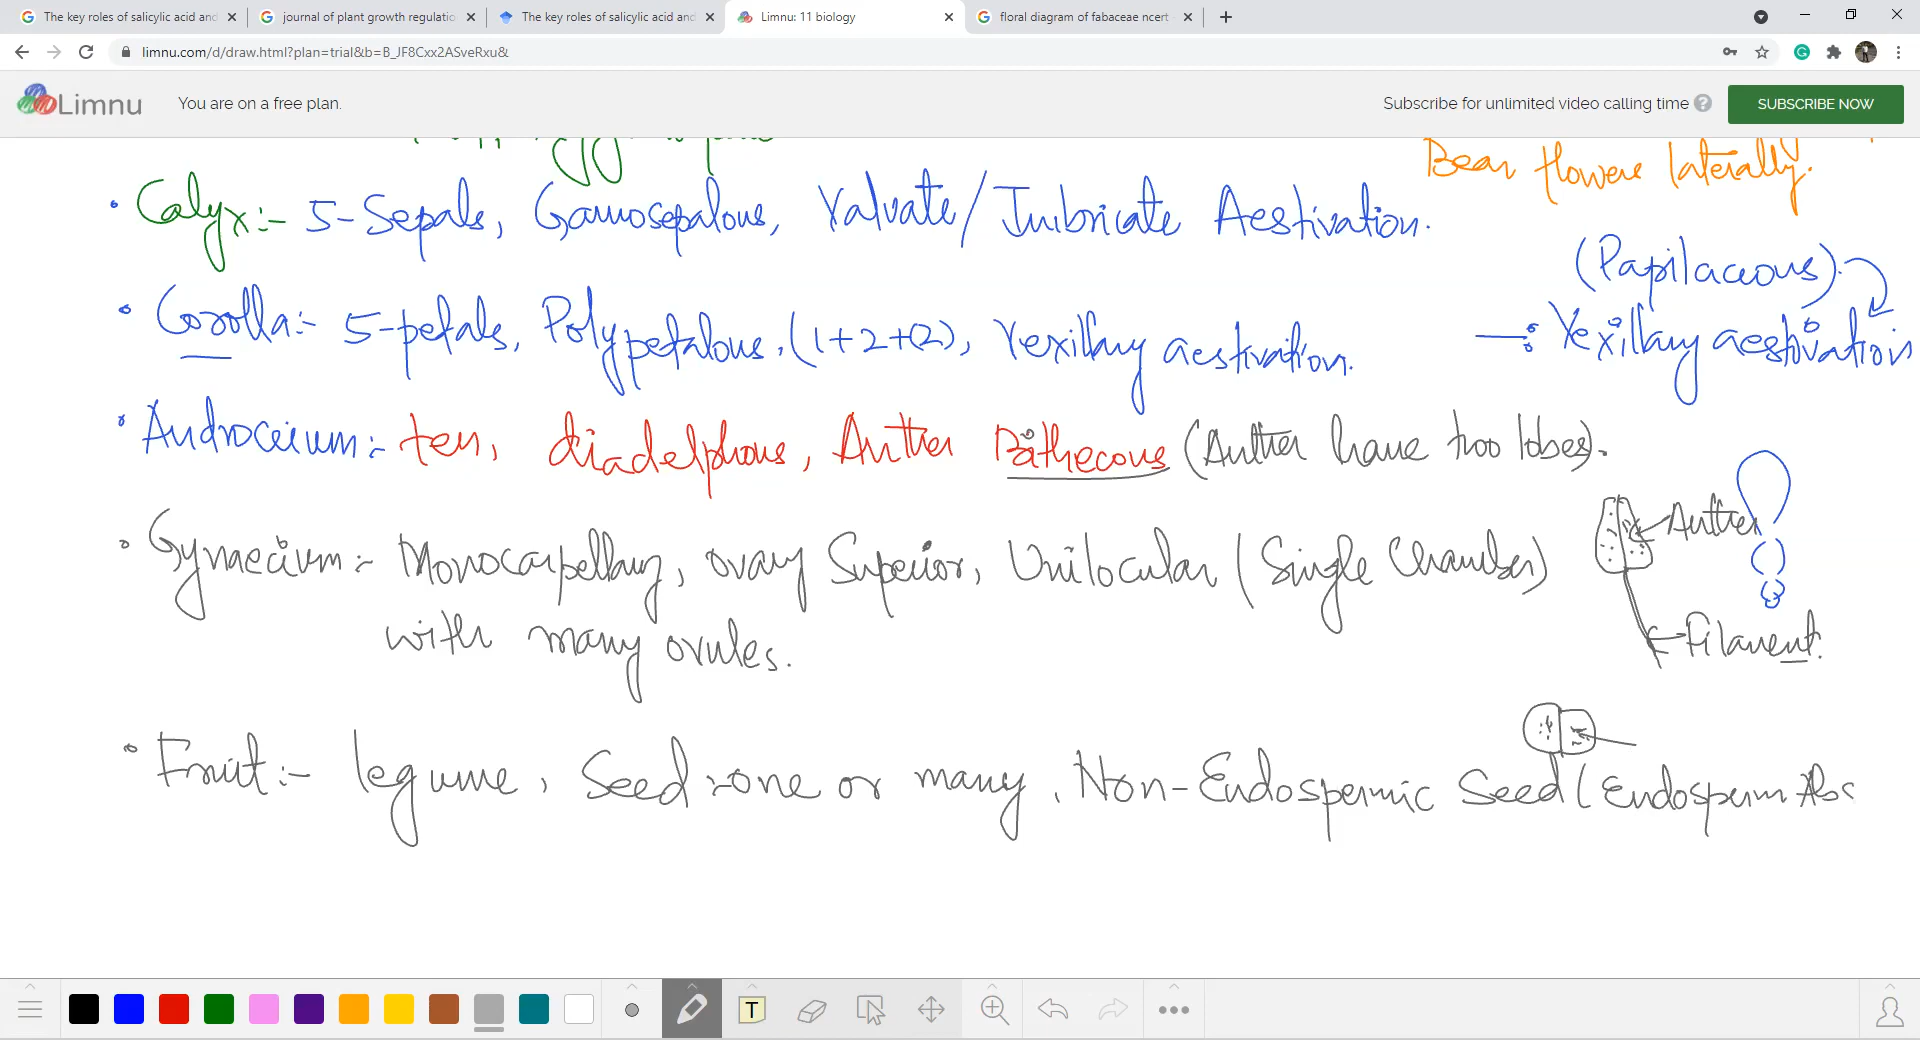 The key roles of salicylic acid and
journal of plant growth regulatio
The key roles of salicylic acid and
Limnu: 11 biology
floral diagram of fabaceae ncert
limnu.com/d/draw.html?plan=trial&b=B_JF8Cxx2ASveRxu&
Limnu
You are on a free plan.
Subscribe for unlimited video calling time ?
SUBSCRIBE NOW
Bear flowers laterally.
• Calyx:- 5-Sepals, Gamosepalous, Valvate/Imbricate Aestivation.
(Papilaceous)
• Corolla:- 5-petals, Polypetalous, (1+2+(2), Vexillary aestivation.
→: Vexillary aestivation
• Androceium:- ten, diadelphous, Anther Dithecous (Anther have two lobes).
Anther
• Gynaecium:- Monocarpellary, ovary Superior, Unilocular (Single Chamber)
with many ovules.
Filament.
• Fruit:- legume, Seed:-one or many, Non-Endospermic Seed (Endosperm Abs
T